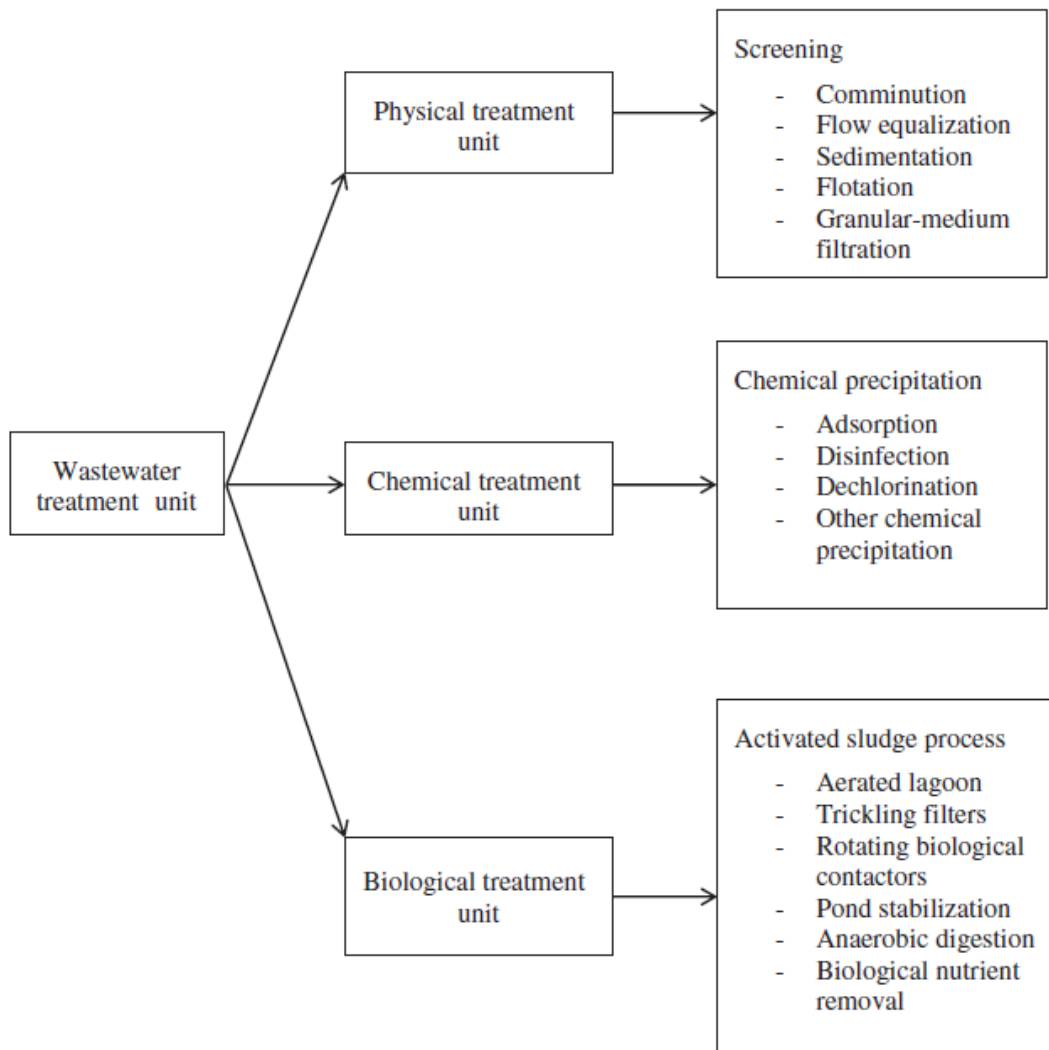 Screening
- Comminution
- Flow equalization
- Sedimentation
- Flotation
- Granular-medium
filtration
Physical treatment
unit
Chemical precipitation
- Adsorption
- Disinfection
- Dechlorination
- Other chemical
precipitation
Wastewater
treatment unit
Chemical treatment
unit
Activated sludge process
- Aerated lagoon
- Trickling filters
- Rotating biological
contactors
- Pond stabilization
- Anaerobic digestion
- Biological nutrient
removal
Biological treatment
unit